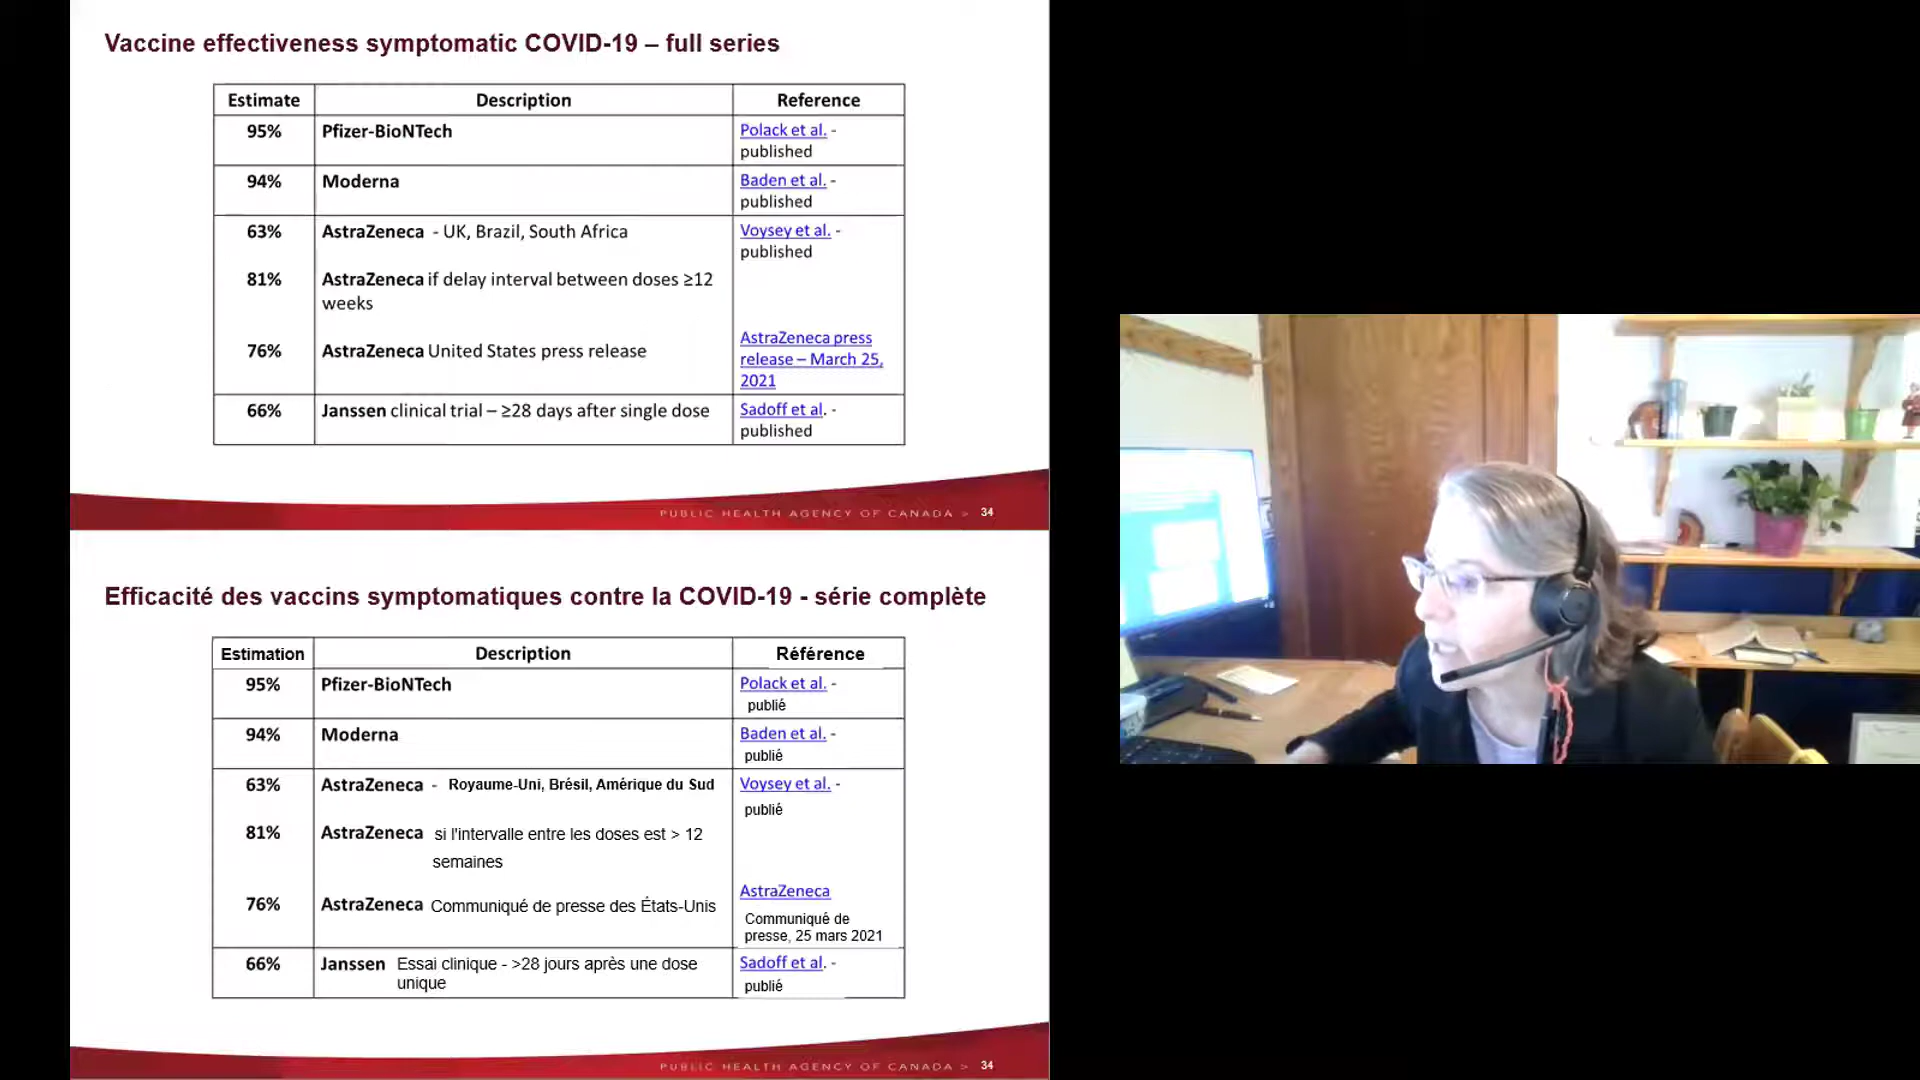 Vaccine effectiveness symptomatic COVID-19 – full series
Estimate Description Reference
95% Pfizer-BioNTech Polack et al. -
published
94% Moderna Baden et al. -
published
63% AstraZeneca - UK, Brazil, South Africa Voysey et al. -
published
81% AstraZeneca if delay interval between doses ≥12
weeks
76% AstraZeneca United States press release AstraZeneca press
release – March 25,
2021
66% Janssen clinical trial – ≥28 days after single dose Sadoff et al. -
published
PUBLIC HEALTH AGENCY OF CANADA > 34
Efficacité des vaccins symptomatiques contre la COVID-19 - série complète
Estimation Description Référence
95% Pfizer-BioNTech Polack et al. -
publié
94% Moderna Baden et al. -
publié
63% AstraZeneca - Royaume-Uni, Brésil, Amérique du Sud Voysey et al. -
publié
81% AstraZeneca si l'intervalle entre les doses est > 12
semaines
76% AstraZeneca Communiqué de presse des États-Unis AstraZeneca
Communiqué de
presse, 25 mars 2021
66% Janssen Essai clinique - >28 jours après une dose
unique Sadoff et al. -
publié
PUBLIC HEALTH AGENCY OF CANADA > 34